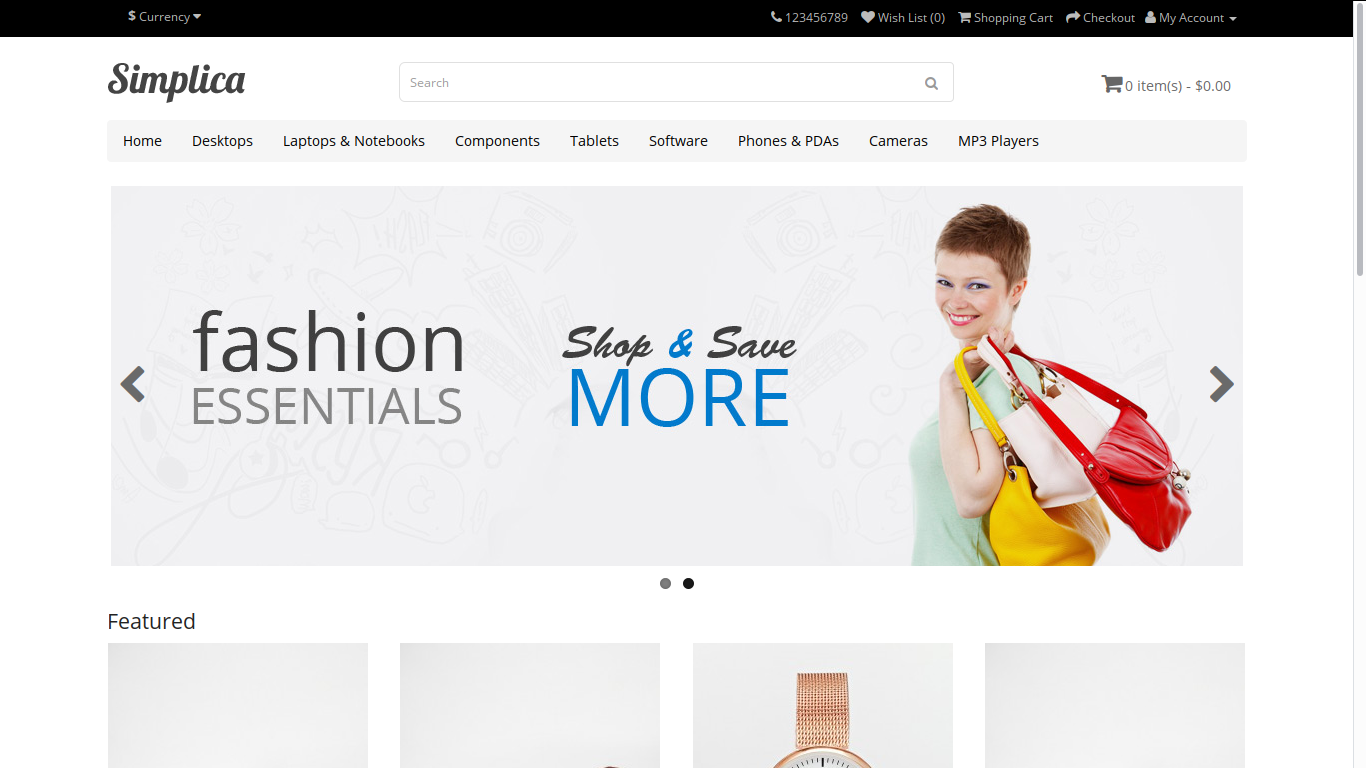 $ Currency
123456789 Wish List (0) Shopping Cart Checkout My Account
Simplica
Search
0 item(s) - $0.00
Home Desktops Laptops & Notebooks Components Tablets Software Phones & PDAs Cameras MP3 Players
fashion
ESSENTIALS
Shop & Save
MORE
Featured